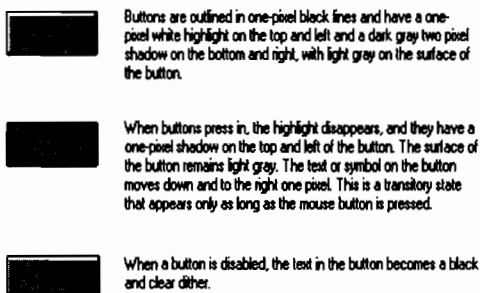 Buttons are outlined in one-pixel black lines and have a one-
pixel white highlight on the top and left and a dark gray two pixel
shadow on the bottom and right, with light gray on the surface of
the button.
When buttons press in, the highlight disappears, and they have a
one-pixel shadow on the top and left of the button. The surface of
the button remains light gray. The text or symbol on the button
moves down and to the right one pixel. This is a transitory state
that appears only as long as the mouse button is pressed.
When a button is disabled, the text in the button becomes a black
and clear dither.